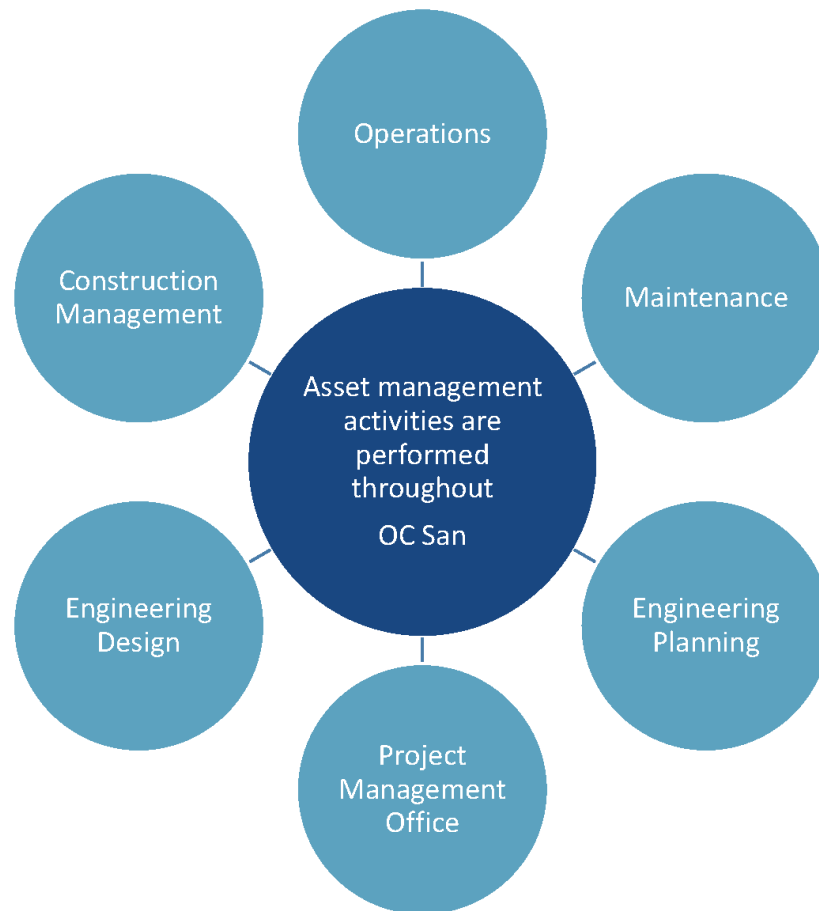 Operations
Construction
Management
Maintenance
Asset management
activities are
performed
throughout
OC San
Engineering
Design
Engineering
Planning
Project
Management
Office